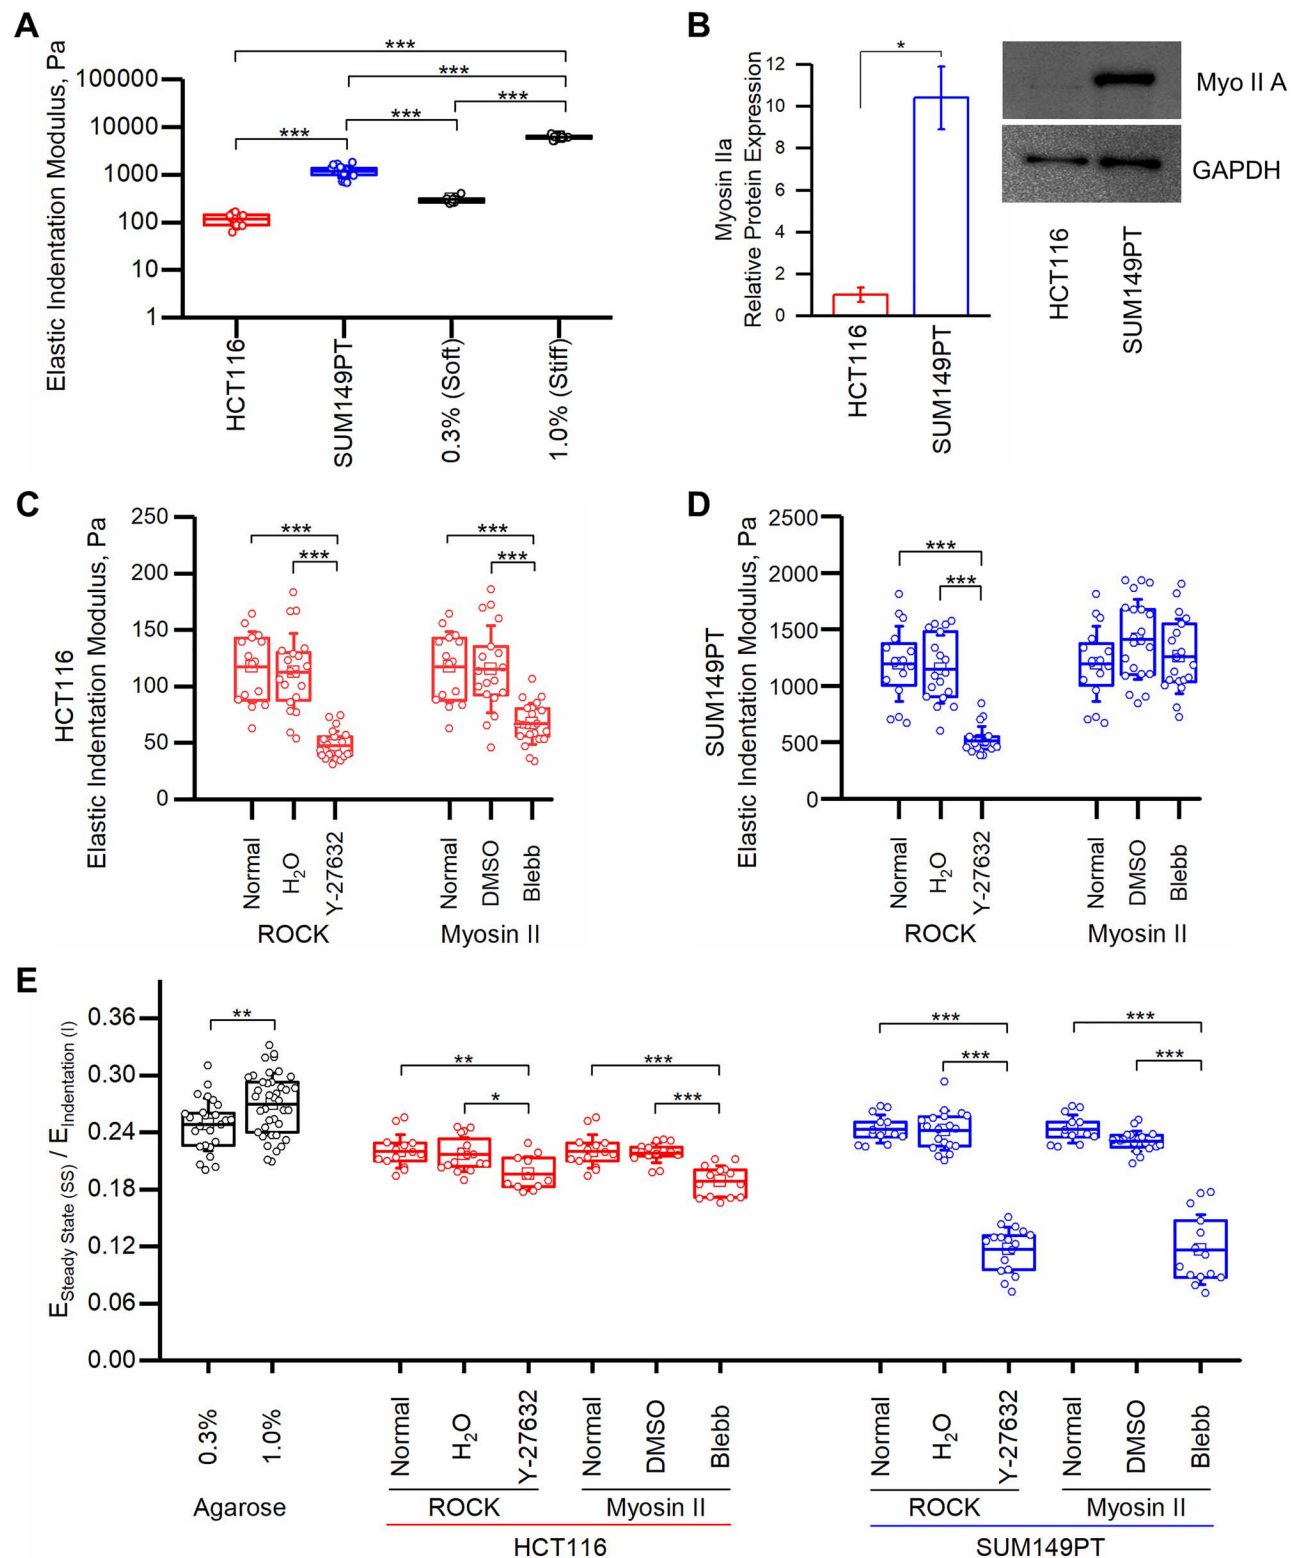 A
Elastic Indentation Modulus, Pa
100000
10000
1000
100
10
1
***
***
***
***
***
HCT116
SUM149PT
0.3% (Soft)
1.0% (Stiff)
B
Myosin IIa
Relative Protein Expression
12
10
8
6
4
2
0
*
HCT116
SUM149PT
Myo II A
GAPDH
HCT116
SUM149PT
C
HCT116
Elastic Indentation Modulus, Pa
250
200
150
100
50
0
***
***
***
***
Normal
H2O
Y-27632
Normal
DMSO
Blebb
ROCK
Myosin II
D
SUM149PT
Elastic Indentation Modulus, Pa
2500
2000
1500
1000
500
0
***
***
Normal
H2O
Y-27632
Normal
DMSO
Blebb
ROCK
Myosin II
E
ESteady State (SS) / EIndentation (I)
0.36
0.30
0.24
0.18
0.12
0.06
0.00
**
**
*
***
***
***
***
***
***
0.3%
1.0%
Normal
H2O
Y-27632
Normal
DMSO
Blebb
Normal
H2O
Y-27632
Normal
DMSO
Blebb
Agarose
ROCK
Myosin II
ROCK
Myosin II
HCT116
SUM149PT